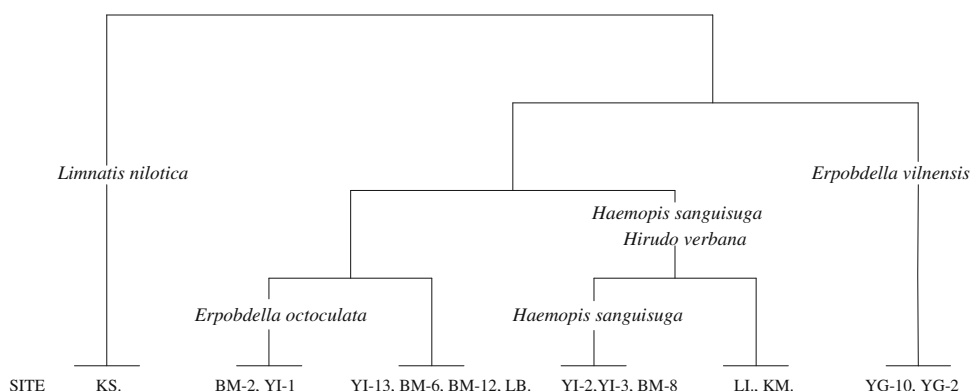 Limnatis nilotica
Erpobdella vilnensis
Haemopis sanguisuga
Hirudo verbana
Erpobdella octoculata
Haemopis sanguisuga
SITE KS. BM-2, YI-1 YI-13, BM-6, BM-12, LB. YI-2,YI-3, BM-8 LI., KM. YG-10, YG-2